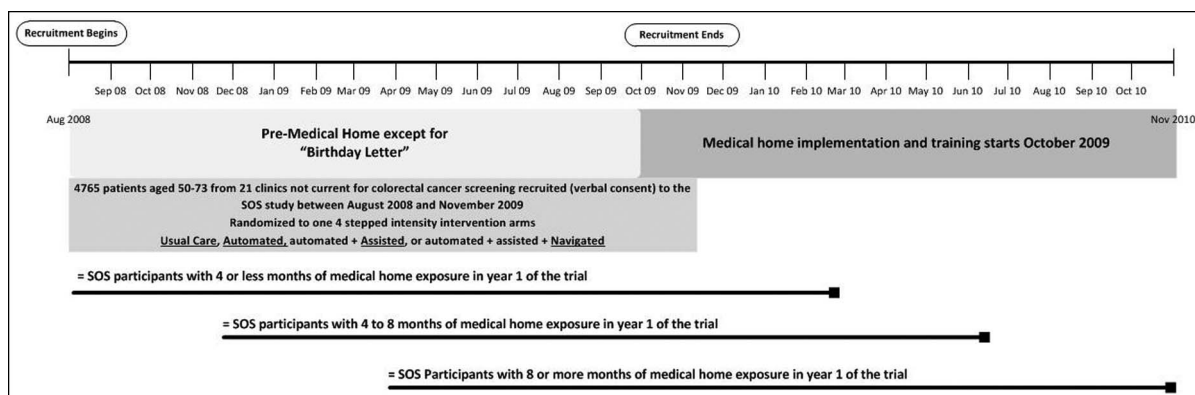 Recruitment Begins
Recruitment Ends
Sep 08 Oct 08 Nov 08 Dec 08 Jan 09 Feb 09 Mar 09 Apr 09 May 09 Jun 09 Jul 09 Aug 09 Sep 09 Oct 09 Nov 09 Dec 09 Jan 10 Feb 10 Mar 10 Apr 10 May 10 Jun 10 Jul 10 Aug 10 Sep 10 Oct 10
Aug 2008
Nov 2010
Pre-Medical Home except for
“Birthday Letter”
Medical home implementation and training starts October 2009
4765 patients aged 50-73 from 21 clinics not current for colorectal cancer screening recruited (verbal consent) to the
SOS study between August 2008 and November 2009
Randomized to one 4 stepped intensity intervention arms
Usual Care, Automated, automated + Assisted, or automated + assisted + Navigated
= SOS participants with 4 or less months of medical home exposure in year 1 of the trial
= SOS participants with 4 to 8 months of medical home exposure in year 1 of the trial
= SOS Participants with 8 or more months of medical home exposure in year 1 of the trial